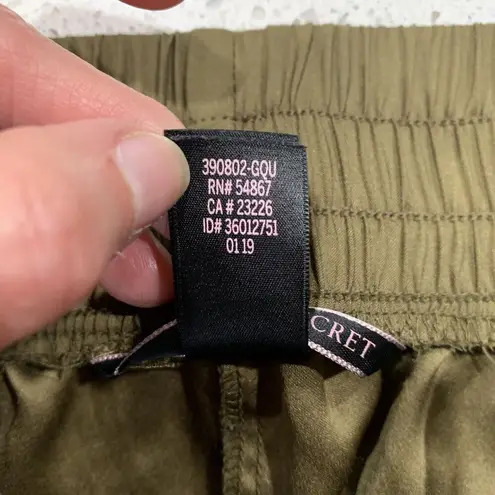 390802-GQU
RN# 54867
CA # 23226
ID# 36012751
01 19
CRET